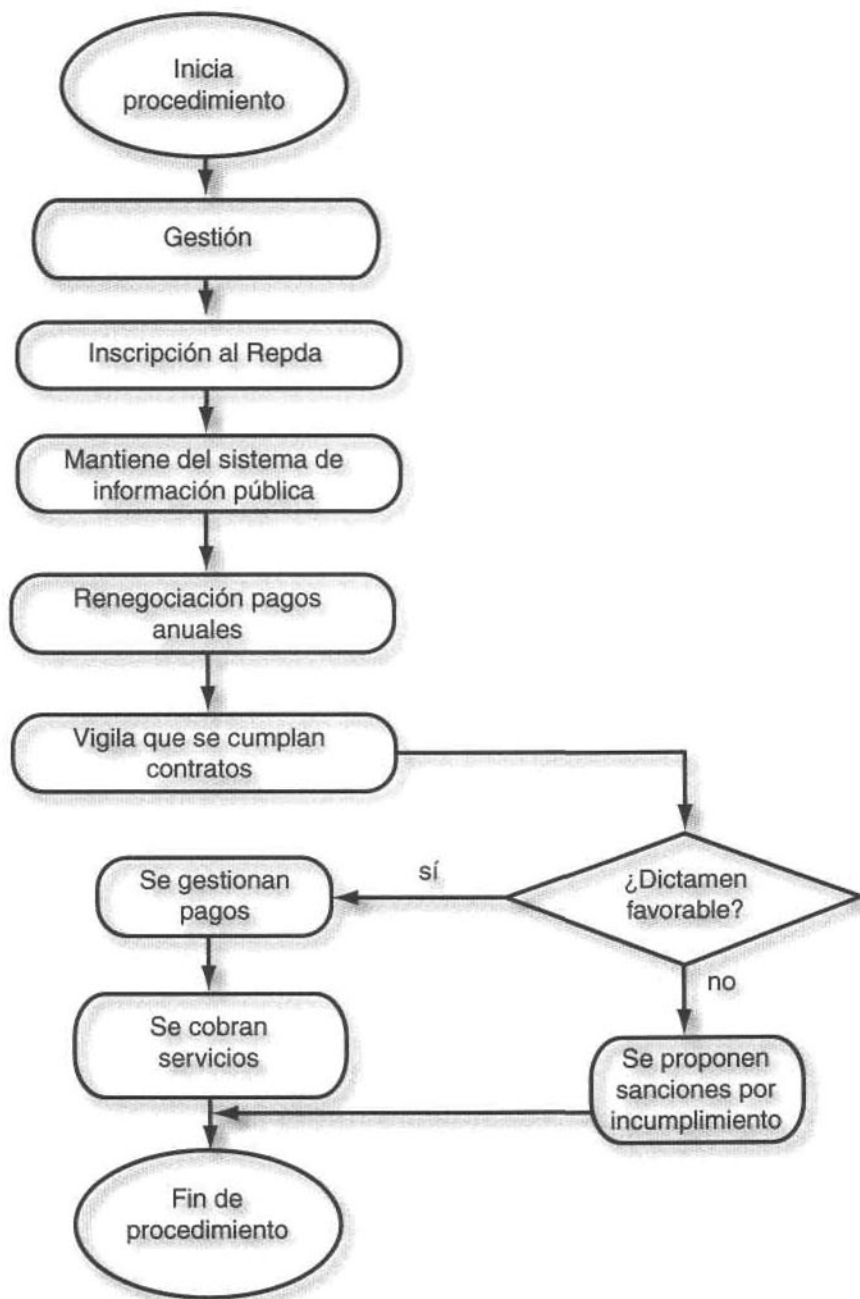 Inicia
procedimiento
Gestión
Inscripción al Repda
Mantiene del sistema de
información pública
Renegociación pagos
anuales
Vigila que se cumplan
contratos
¿Dictamen
favorable?
sí
Se gestionan
pagos
no
Se cobran
servicios
Se proponen
sanciones por
incumplimiento
Fin de
procedimiento